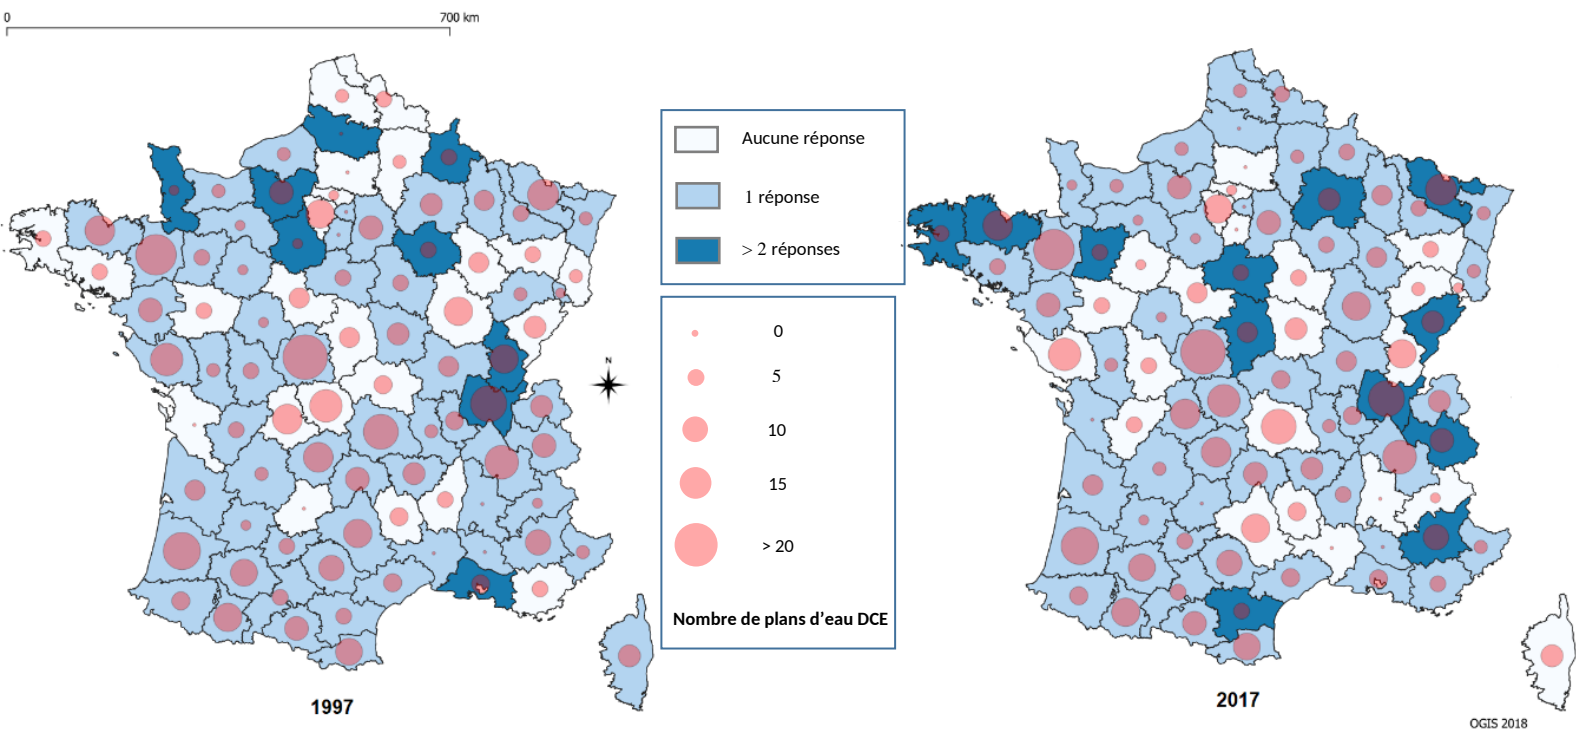 0
700 km
Aucune réponse
1 réponse
> 2 réponses
0
5
10
15
> 20
Nombre de plans d'eau DCE
N
1997
2017
OGIS 2018